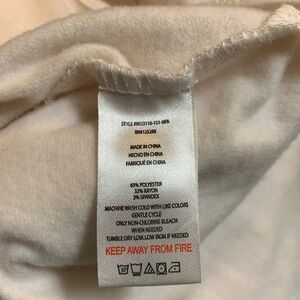 MADE IN CHINA
HECHO EN CHINA
FABRIQUÉ EN CHINA
65% POLYESTER
32% RAYON
3% SPANDEX
MACHINE WASH COLD WITH LIKE COLORS
GENTLE CYCLE
ONLY NON-CHLORINE BLEACH
WHEN NEEDED
TUMBLE DRY LOW, LOW IRON IF NEEDED
KEEP AWAY FROM FIRE